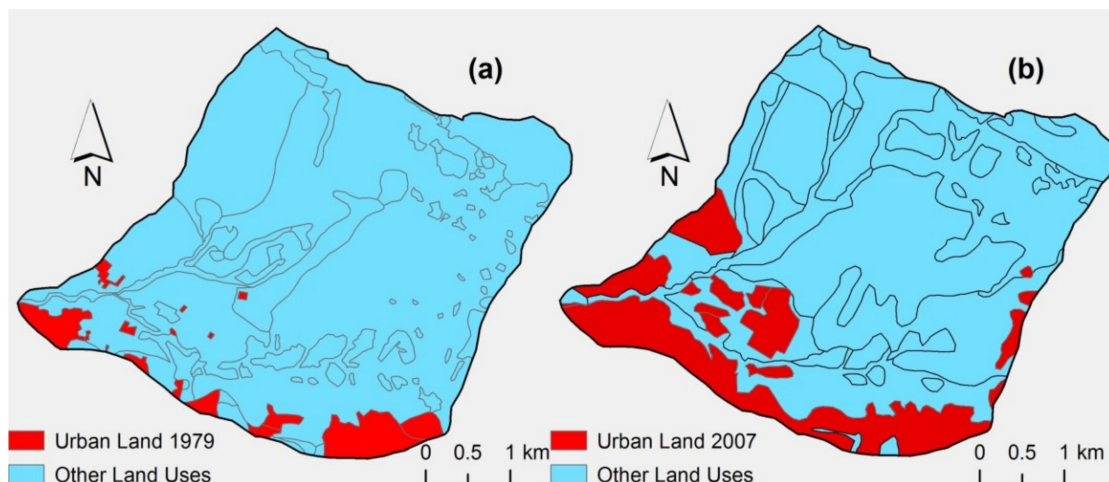 (a)
N
Urban Land 1979
Other Land Uses
0 0.5 1 km
(b)
N
Urban Land 2007
Other Land Uses
0 0.5 1 km